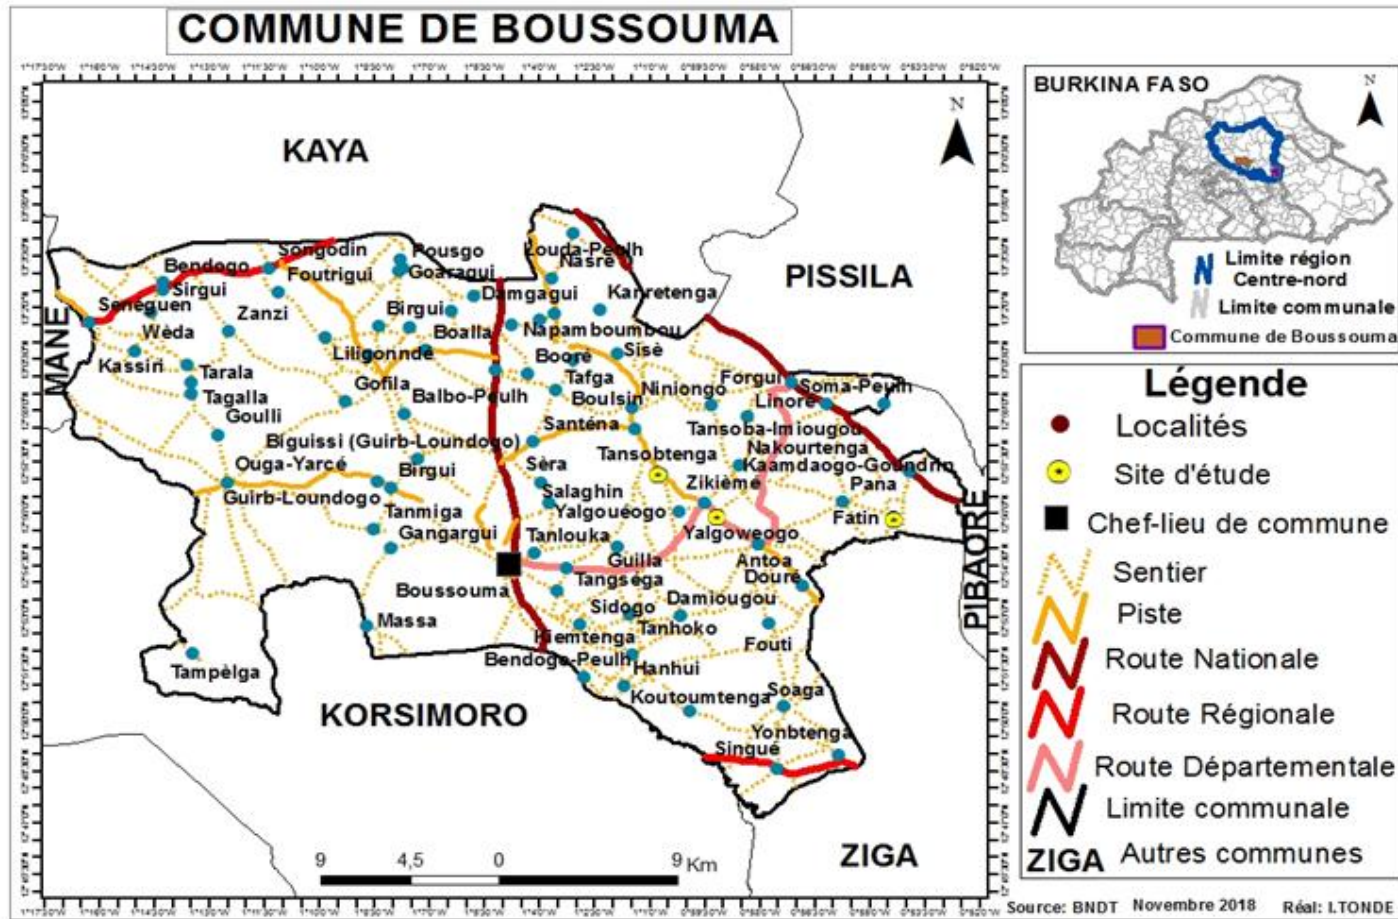 COMMUNE DE BOUSSOUMA
KAYA
PISSILA
MANE
PIBAORE
KORSIMORO
ZIGA
N
Louda-Peulh
Nasré
Songodin
Pousgo
Bendogo
Foutrigui
Goaragui
Sirgui
Damgagui
Kanretenga
Séneguen
Zanzi
Birgui
Wèda
Boalla
Napamboumbou
Kassiri
Liligonndé
Booré
Sisè
Tarala
Gofila
Tafga
Forgui
Tagalla
Balbo-Peulh
Boulsin
Niniongo
Linoré
Soma-Peulh
Goulli
Santéna
Tansoba-Imiougou
Biguissi (Guirb-Loundogo)
Tansobtenga
Nakourtenga
Ouga-Yarcé
Birgui
Sèra
Kaamdaogo-Goundrin
Guirb-Loundogo
Salaghin
Zikièmé
Pana
Tanmiga
Yalgouéogo
Fatin
Gangargui
Tanlouka
Yalgoweogo
Guilla
Antoa
Boussouma
Tangséga
Douré
Massa
Sidogo
Damiougou
Kiemtenga
Tanhoko
Fouti
Tampèlga
Bendogo-Peulh
Hanhui
Koutoumtenga
Soaga
Yonbtenga
Singué
9 4,5 0 9 Km
BURKINA FASO
N
Limite région
Centre-nord
Limite communale
Commune de Boussouma
Légende
Localités
Site d'étude
Chef-lieu de commune
Sentier
Piste
Route Nationale
Route Régionale
Route Départementale
Limite communale
ZIGA Autres communes
Source: BNDT Novembre 2018 Réal: I.TONDE